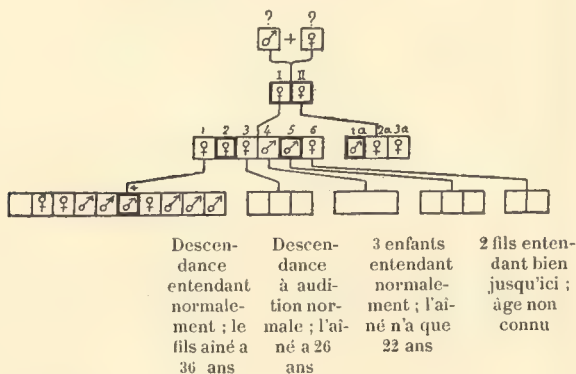 ? ?
♂ + ♀
I II
♀ ♀
1 2 3 4 5 6 1a 2a 3a
♀ ♀ ♀ ♂ ♂ ♀ ♂ ♀ ♀
+
♀ ♀ ♂ ♂ ♂ ♀ ♂ ♂ ♂
Descen-
dance
entendant
normale-
ment ; le
fils aîné a
36 ans
Descen-
dance
à audi-
tion nor-
male ; l'aî-
né a 26
ans
3 enfants
entendant
normale-
ment ; l'aî-
né n'a que
22 ans
2 fils enten-
dant bien
jusqu'ici ;
âge non
connu